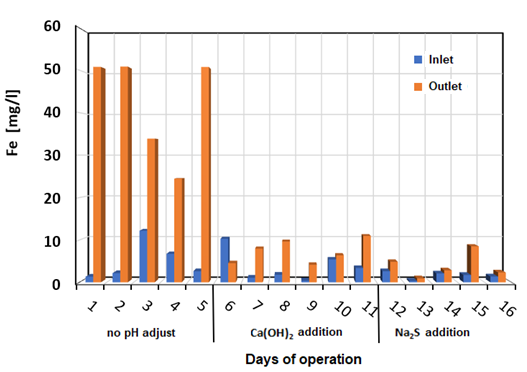 60
50
40
30
20
10
0
Fe [mg/l]
Inlet
Outlet
1 2 3 4 5 6 7 8 9 10 11 12 13 14 15 16
no pH adjust Ca(OH)₂ addition Na₂S addition
Days of operation